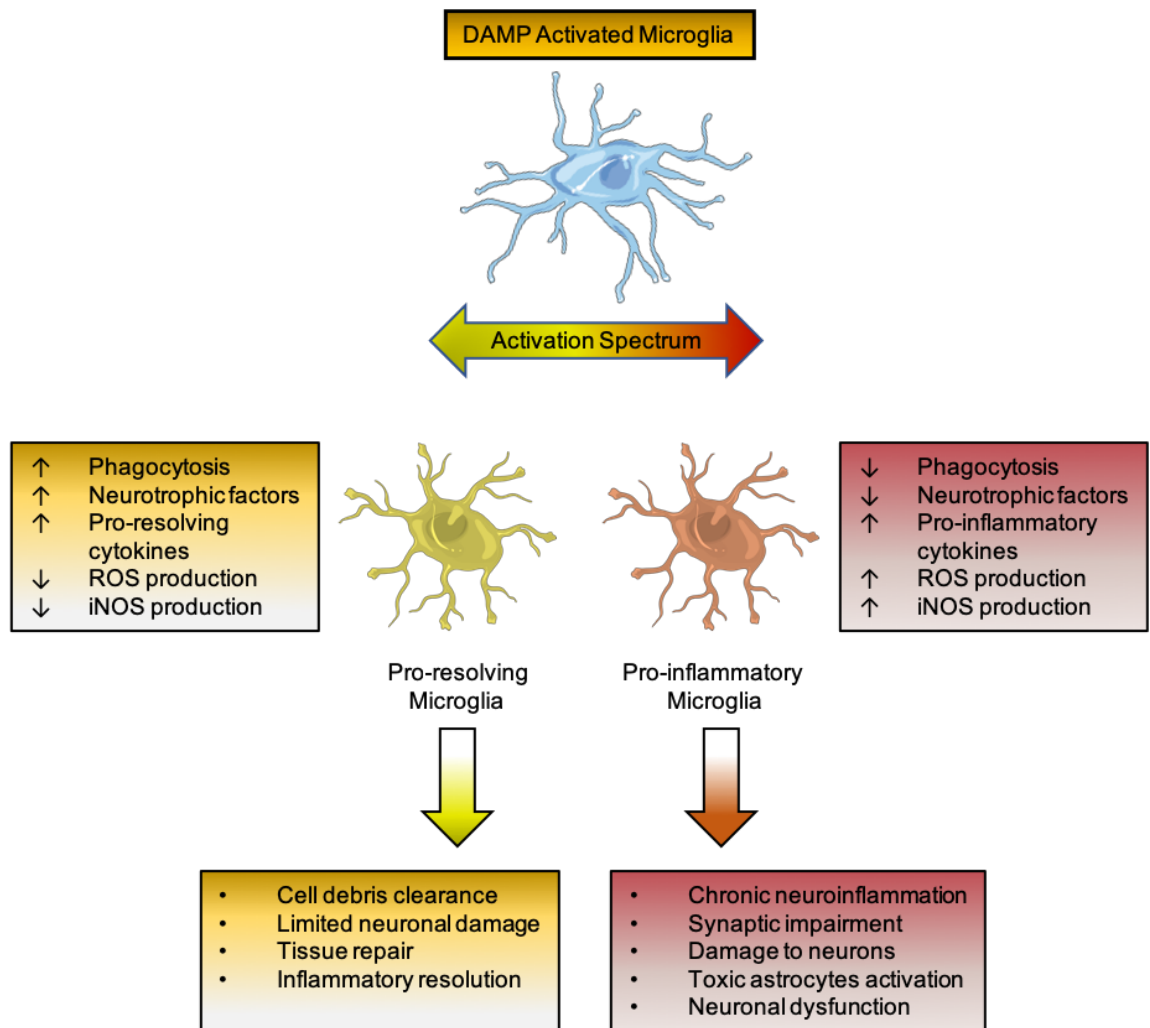 DAMP Activated Microglia
Activation Spectrum
↑ Phagocytosis
↑ Neurotrophic factors
↑ Pro-resolving
cytokines
↓ ROS production
↓ iNOS production
↓ Phagocytosis
↓ Neurotrophic factors
↑ Pro-inflammatory
cytokines
↑ ROS production
↑ iNOS production
Pro-resolving
Microglia
Pro-inflammatory
Microglia
• Cell debris clearance
• Limited neuronal damage
• Tissue repair
• Inflammatory resolution
• Chronic neuroinflammation
• Synaptic impairment
• Damage to neurons
• Toxic astrocytes activation
• Neuronal dysfunction